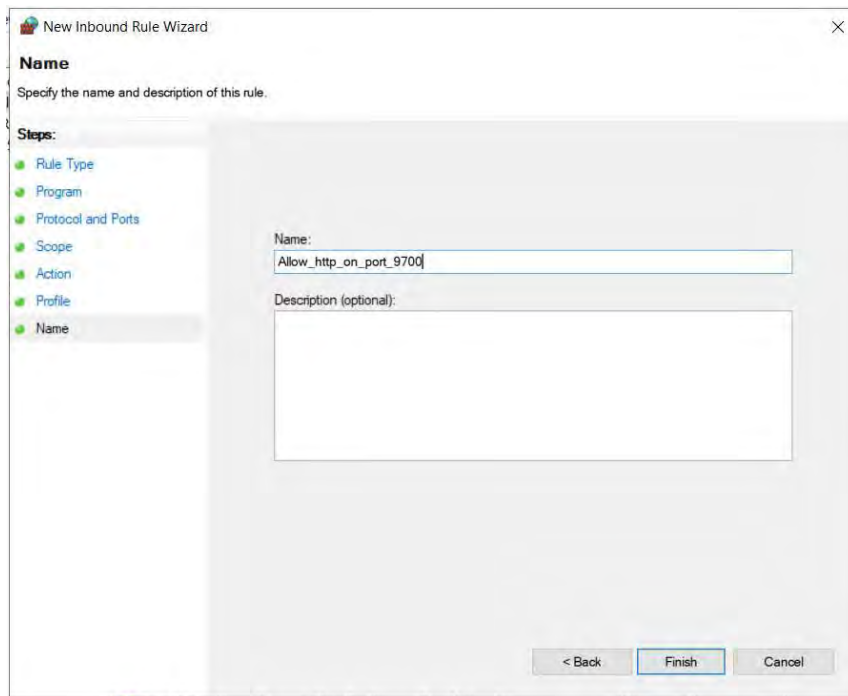 New Inbound Rule Wizard
Name
Specify the name and description of this rule.
Steps:
Rule Type
Program
Protocol and Ports
Scope
Action
Profile
Name
Name:
Allow_http_on_port_9700
Description (optional):
< Back
Finish
Cancel